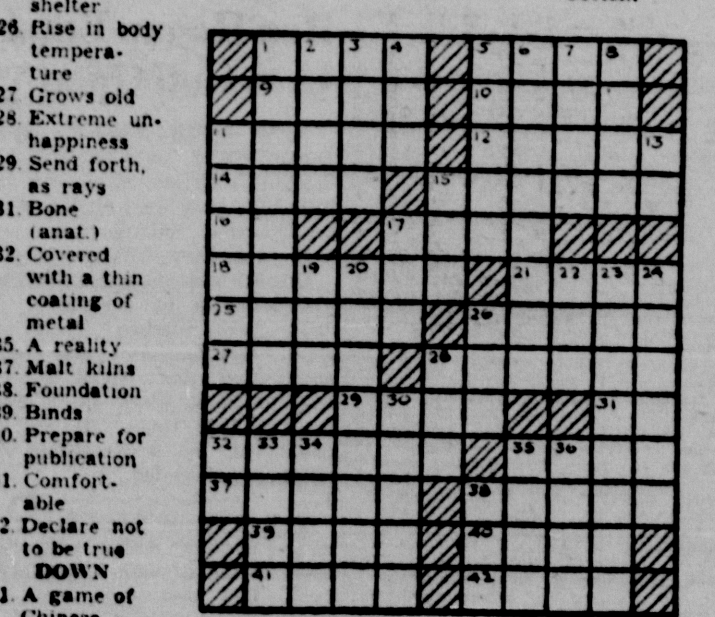 shelter
26. Rise in body
tempera-
ture
27. Grows old
28. Extreme un-
happiness
29. Send forth,
as rays
31. Bone
(anat.)
32. Covered
with a thin
coating of
metal
35. A reality
37. Malt kilns
38. Foundation
39. Binds
0. Prepare for
publication
1. Comfort-
able
2. Declare not
to be true
DOWN
1. A game of
Chinese
1 2 3 4 5 6 7 8
9 10
11 12 13
14 15
16 17
18 19 20 21 22 23 24
25 26
27 28
29 30 31
32 33 34 35 36
37 38
39 40
41 42